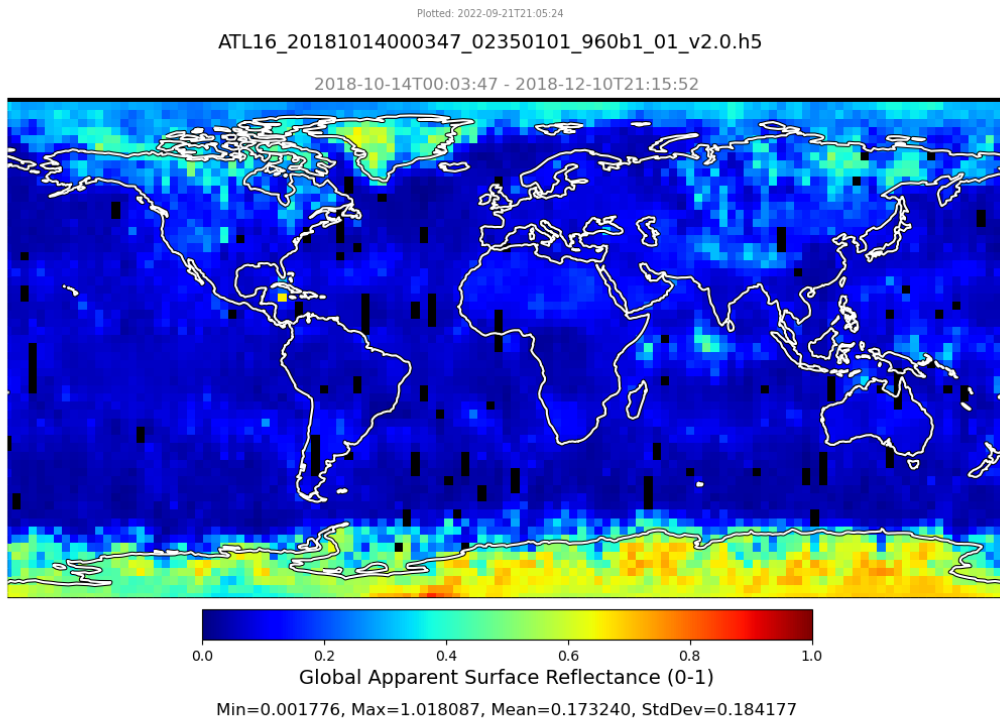 Plotted: 2022-09-21T21:05:24
ATL16_20181014000347_02350101_960b1_01_v2.0.h5
2018-10-14T00:03:47 - 2018-12-10T21:15:52
0.0 0.2 0.4 0.6 0.8 1.0
Global Apparent Surface Reflectance (0-1)
Min=0.001776, Max=1.018087, Mean=0.173240, StdDev=0.184177